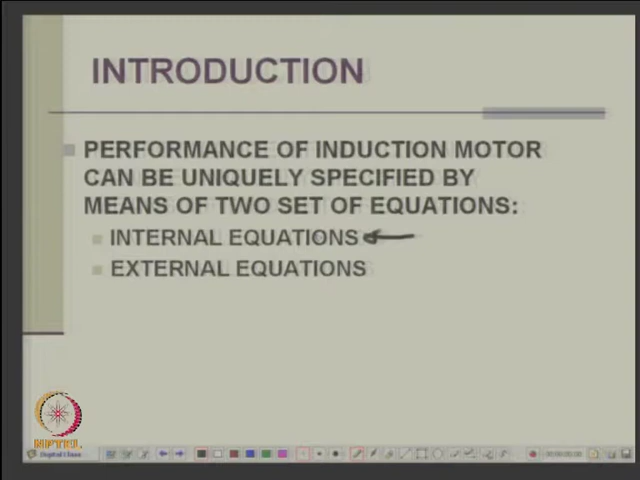 INTRODUCTION
PERFORMANCE OF INDUCTION MOTOR
CAN BE UNIQUELY SPECIFIED BY
MEANS OF TWO SET OF EQUATIONS:
INTERNAL EQUATIONS
EXTERNAL EQUATIONS
NPTEL
Digital Class